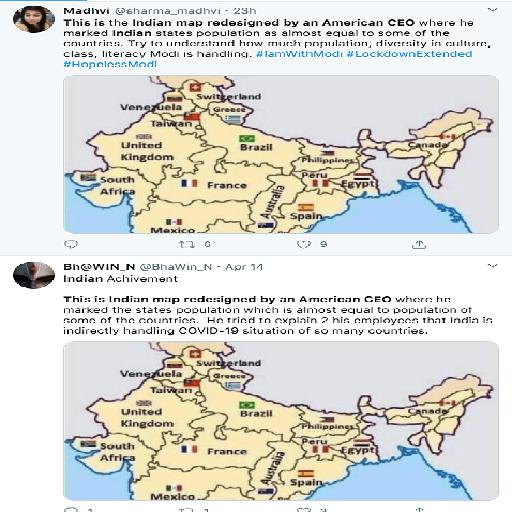 Madhvi @sharma_madhvi · 23h
This is the Indian map redesigned by an American CEO where he
marked Indian states population as almost equal to some of the
countries. Try to understand how much population, diversity in culture,
class, literacy Modi is handling. #IamWithModi #LockdownExtended
#HopelessModi
Switzerland
Venezuela
Greece
Taiwan
United
Kingdom
Brazil
Canada
Philippines
South
Africa
France
Peru
Egypt
Australia
Spain
Mexico
6 9
Bh@WIN_N @BhaWin_N · Apr 14
Indian Achivement
This is Indian map redesigned by an American CEO where he
marked the states population which is almost equal to population of
some of the countries. He tried to explain 2 his employees that India is
indirectly handling COVID-19 situation of so many countries.
Switzerland
Venezuela
Greece
Taiwan
United
Kingdom
Brazil
Canada
Philippines
South
Africa
France
Peru
Egypt
Australia
Spain
Mexico
1 1 3